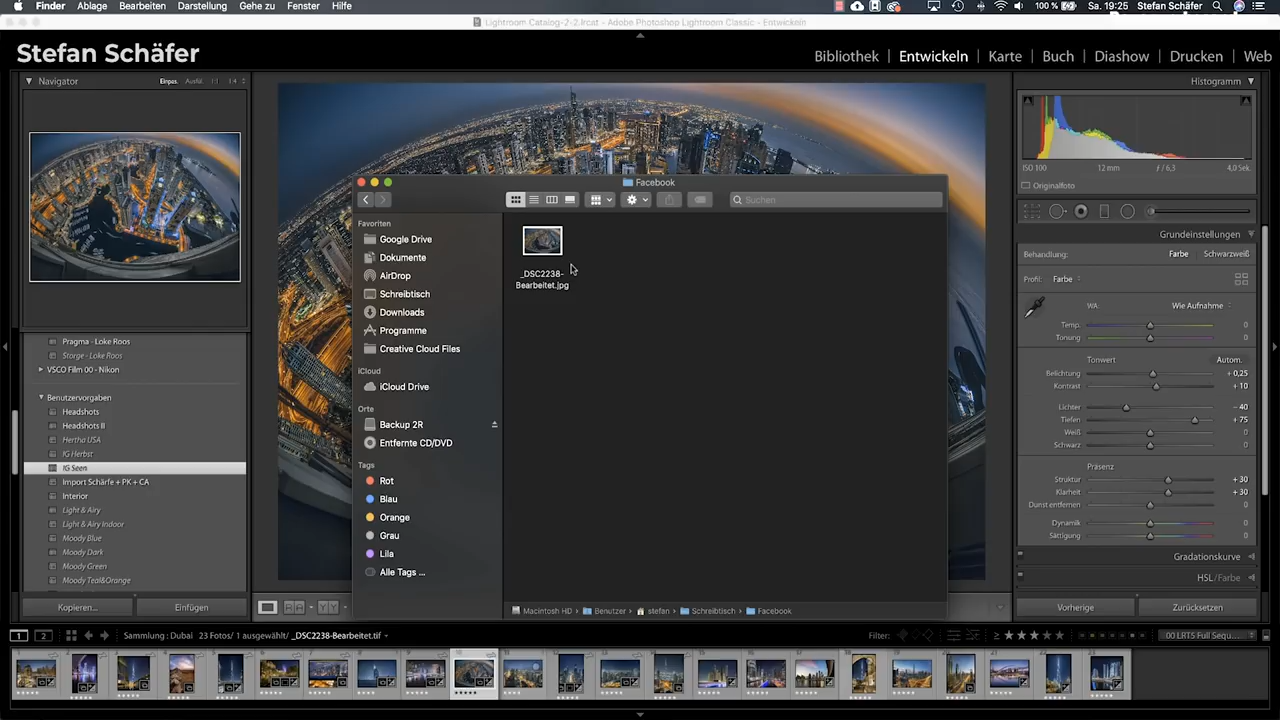 Finder Ablage Bearbeiten Darstellung Gehe zu Fenster Hilfe 100 % Sa. 19:25 Stefan Schäfer
Lightroom Catalog-2-2.lrcat - Adobe Photoshop Lightroom Classic - Entwickeln
Stefan Schäfer
Bibliothek | Entwickeln | Karte | Buch | Diashow | Drucken | Web
Navigator Einpas. Ausfül. 1:1 1:4
Histogramm
ISO 100 12 mm ƒ / 6,3 4,0 Sek.
Originalfoto
Facebook
Suchen
Favoriten
Google Drive
Dokumente
AirDrop
Schreibtisch
Downloads
Programme
Creative Cloud Files
iCloud
iCloud Drive
Orte
Backup 2R
Entfernte CD/DVD
Tags
Rot
Blau
Orange
Grau
Lila
Alle Tags ...
_DSC2238-
Bearbeitet.jpg
Macintosh HD › Benutzer › stefan › Schreibtisch › Facebook
Pragma - Loke Roos
Storge - Loke Roos
VSCO Film 00 - Nikon
Benutzervorgaben
Headshots
Headshots II
Hertha USA
IG Herbst
IG Seen
Import Schärfe + PK + CA
Interior
Light & Airy
Light & Airy Indoor
Moody Blue
Moody Dark
Moody Green
Moody Teal&Orange
Kopieren... Einfügen
Grundeinstellungen
Behandlung: Farbe Schwarzweiß
Profil: Farbe
WA: Wie Aufnahme
Temp. 0
Tonung 0
Tonwert Autom.
Belichtung + 0,25
Kontrast + 10
Lichter − 40
Tiefen + 75
Weiß 0
Schwarz 0
Präsenz
Struktur + 30
Klarheit + 30
Dunst entfernen 0
Dynamik 0
Sättigung 0
Gradationskurve
HSL / Farbe
Vorherige Zurücksetzen
1 2 Sammlung : Dubai 23 Fotos/ 1 ausgewählt/ _DSC2238-Bearbeitet.tif Filter: ≥ ★★★★★ 00 LRT5 Full Sequ...